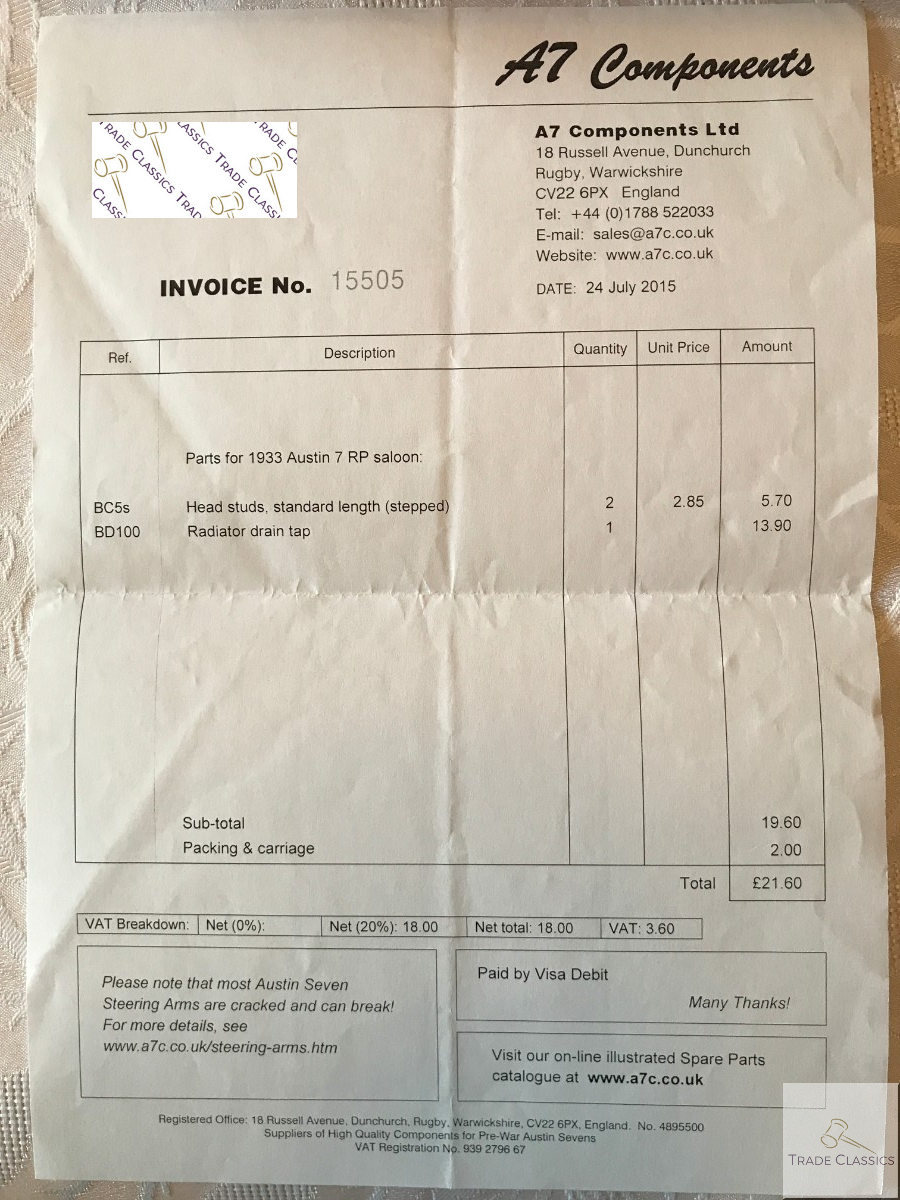 A7 Components
A7 Components Ltd
18 Russell Avenue, Dunchurch
Rugby, Warwickshire
CV22 6PX England
Tel: +44 (0)1788 522033
E-mail: sales@a7c.co.uk
Website: www.a7c.co.uk
TRADE CLASSICS TRADE CLASSICS TRADE CL
CLASSICS TRAD
INVOICE No. 15505
DATE: 24 July 2015
Ref. Description Quantity Unit Price Amount
Parts for 1933 Austin 7 RP saloon:
BC5s Head studs, standard length (stepped) 2 2.85 5.70
BD100 Radiator drain tap 1 13.90
Sub-total 19.60
Packing & carriage 2.00
Total £21.60
VAT Breakdown: Net (0%): Net (20%): 18.00 Net total: 18.00 VAT: 3.60
Please note that most Austin Seven
Steering Arms are cracked and can break!
For more details, see
www.a7c.co.uk/steering-arms.htm
Paid by Visa Debit
Many Thanks!
Visit our on-line illustrated Spare Parts
catalogue at www.a7c.co.uk
Registered Office: 18 Russell Avenue, Dunchurch, Rugby, Warwickshire, CV22 6PX, England. No. 4895500
Suppliers of High Quality Components for Pre-War Austin Sevens
VAT Registration No. 939 2796 67
TRADE CLASSICS